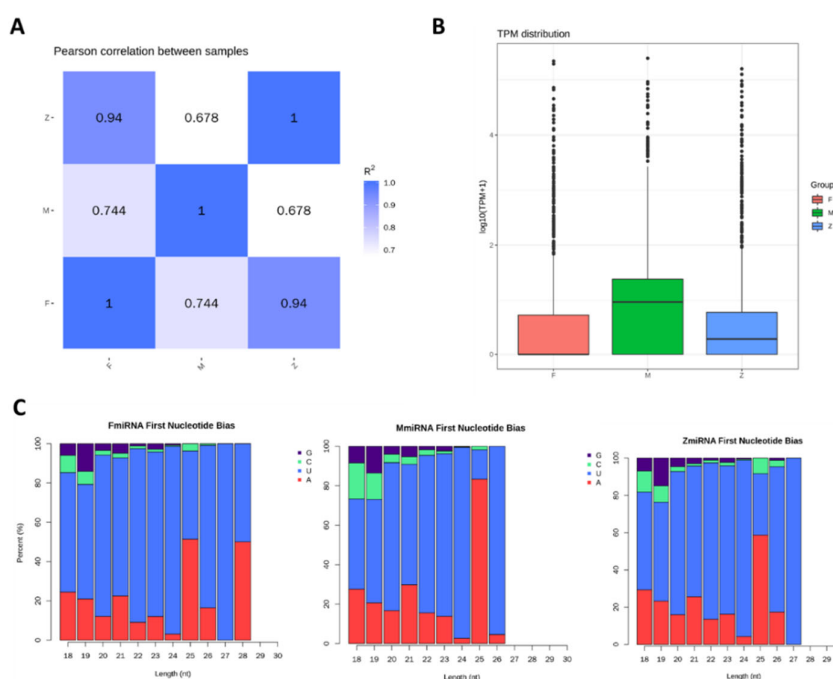 A
Pearson correlation between samples
Z
M
F
0.94 0.678 1
0.744 1 0.678
1 0.744 0.94
F M Z
R2
1.0
0.9
0.8
0.7
B
TPM distribution
log10(TPM+1)
4
2
0
F M Z
Group
F
M
Z
C
FmiRNA First Nucleotide Bias
Percent (%)
100
80
60
40
20
0
18 19 20 21 22 23 24 25 26 27 28 29 30
Length (nt)
G
C
U
A
MmiRNA First Nucleotide Bias
100
80
60
40
20
0
18 19 20 21 22 23 24 25 26 27 28 29 30
Length (nt)
G
C
U
A
ZmiRNA First Nucleotide Bias
100
80
60
40
20
0
18 19 20 21 22 23 24 25 26 27 28 29
Length (nt)